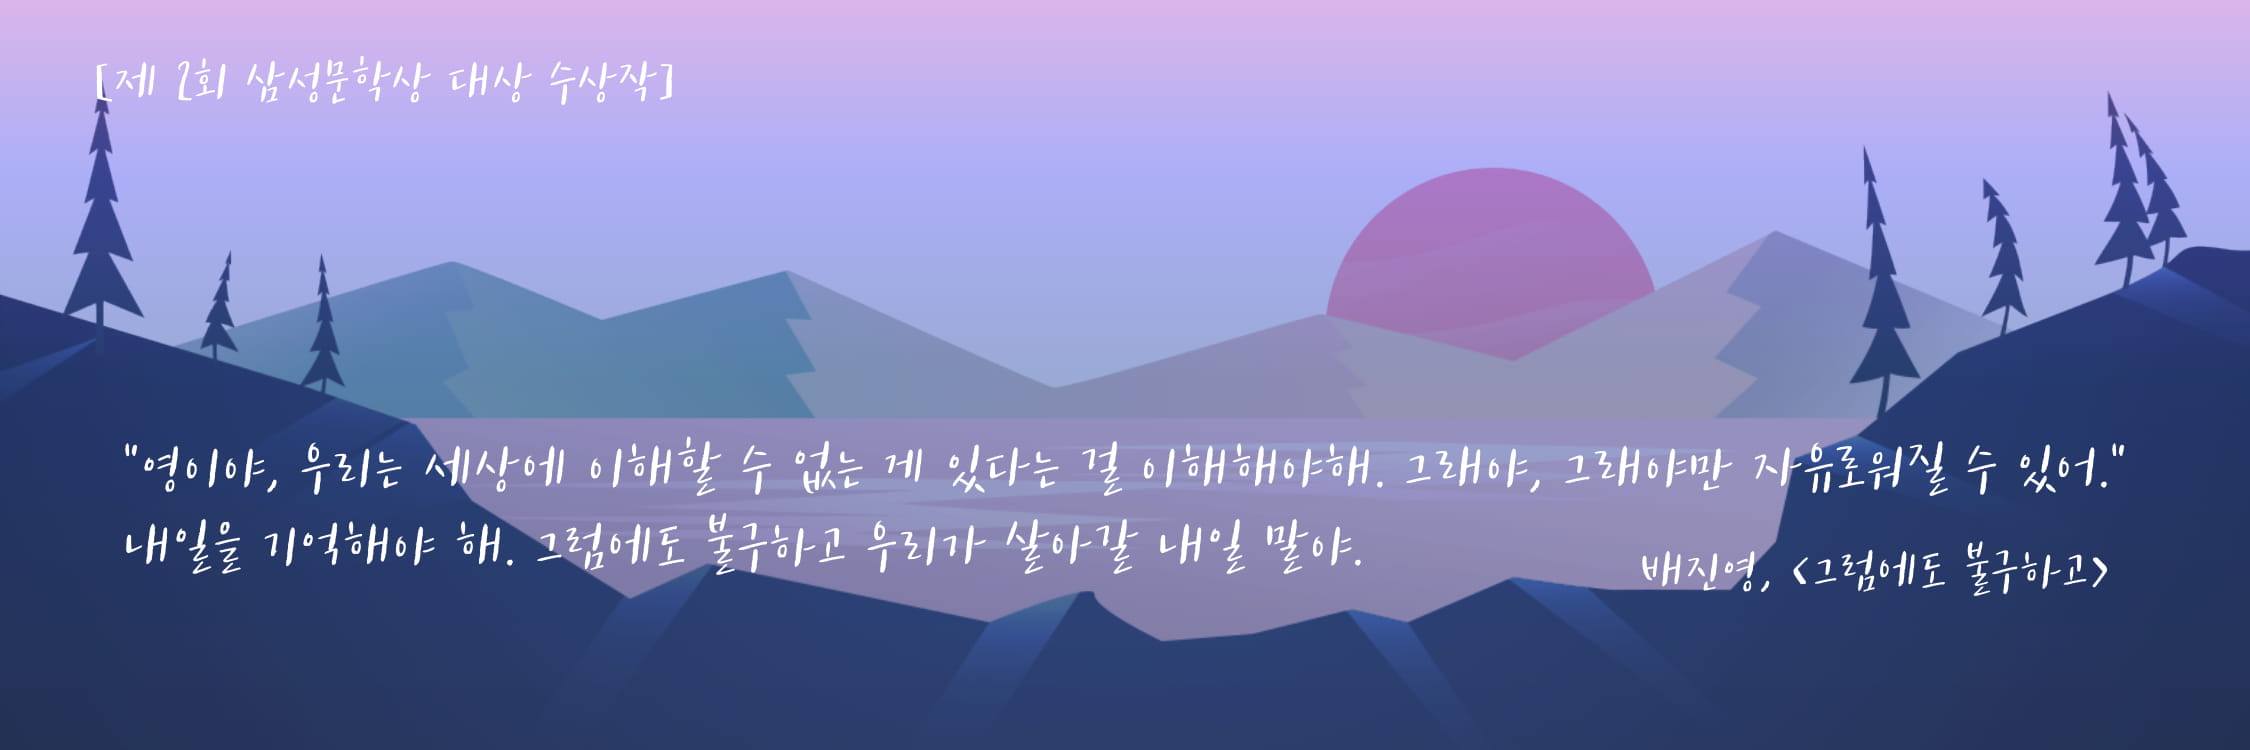 [제 2회 삼성문학상 대상 수상작]
"영이야, 우리는 세상에 이해할 수 없는 게 있다는 걸 이해해야해. 그래야, 그래야만 자유로워질 수 있어."
내일을 기억해야 해. 그럼에도 불구하고 우리가 살아갈 내일 말야.
배진영, <그럼에도 불구하고>